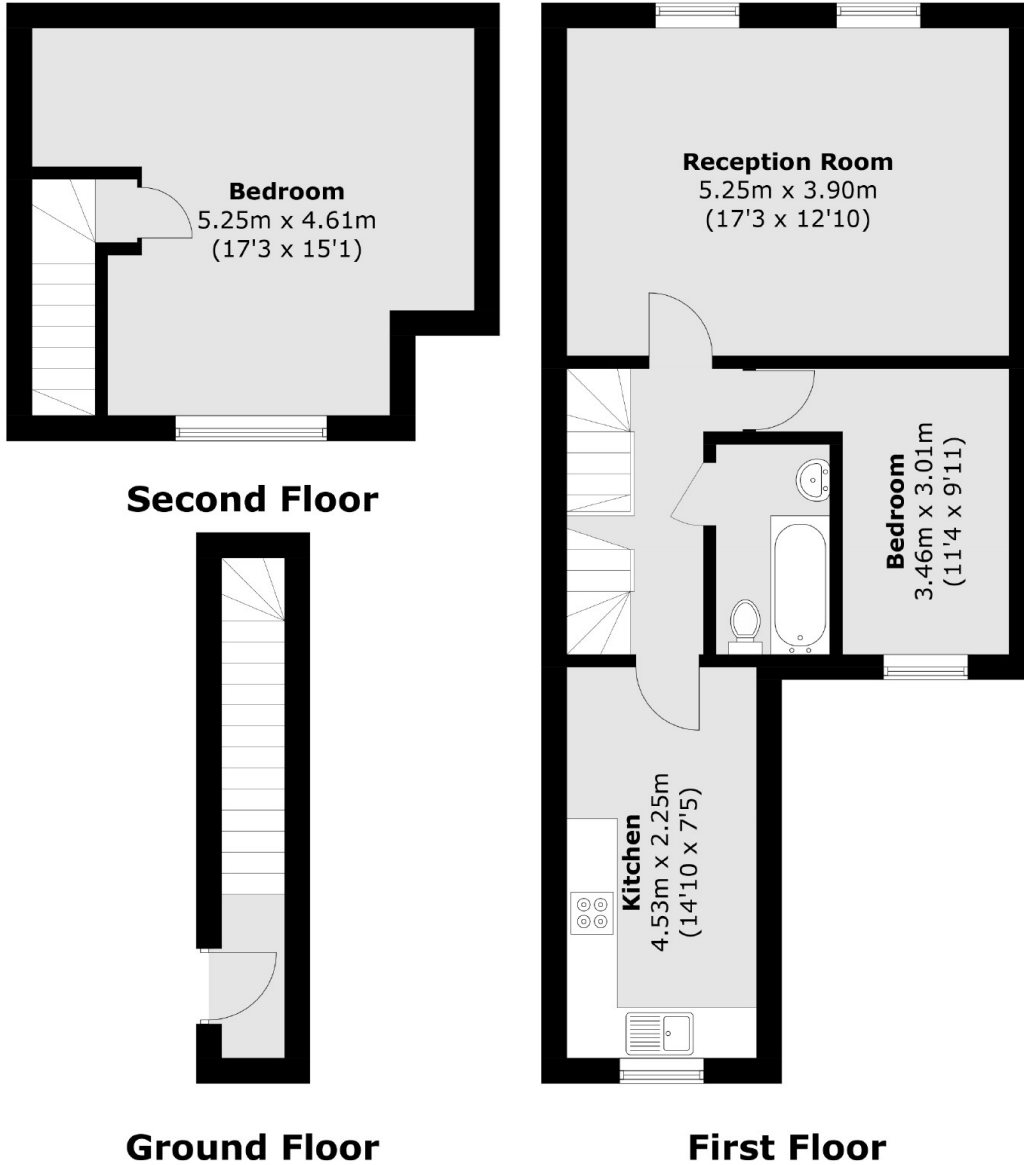 Bedroom
5.25m x 4.61m
(17'3 x 15'1)
Second Floor
Ground Floor
Reception Room
5.25m x 3.90m
(17'3 x 12'10)
Bedroom
3.46m x 3.01m
(11'4 x 9'11)
Kitchen
4.53m x 2.25m
(14'10 x 7'5)
First Floor